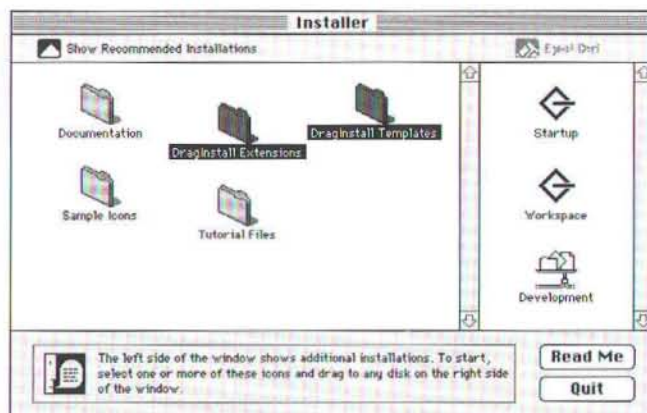 Installer
Show Recommended Installations
Eject Disk
Documentation
DragInstall Extensions
DragInstall Templates
Startup
Sample Icons
Tutorial Files
Workspace
Development
The left side of the window shows additional installations. To start,
select one or more of these icons and drag to any disk on the right side
of the window.
Read Me
Quit